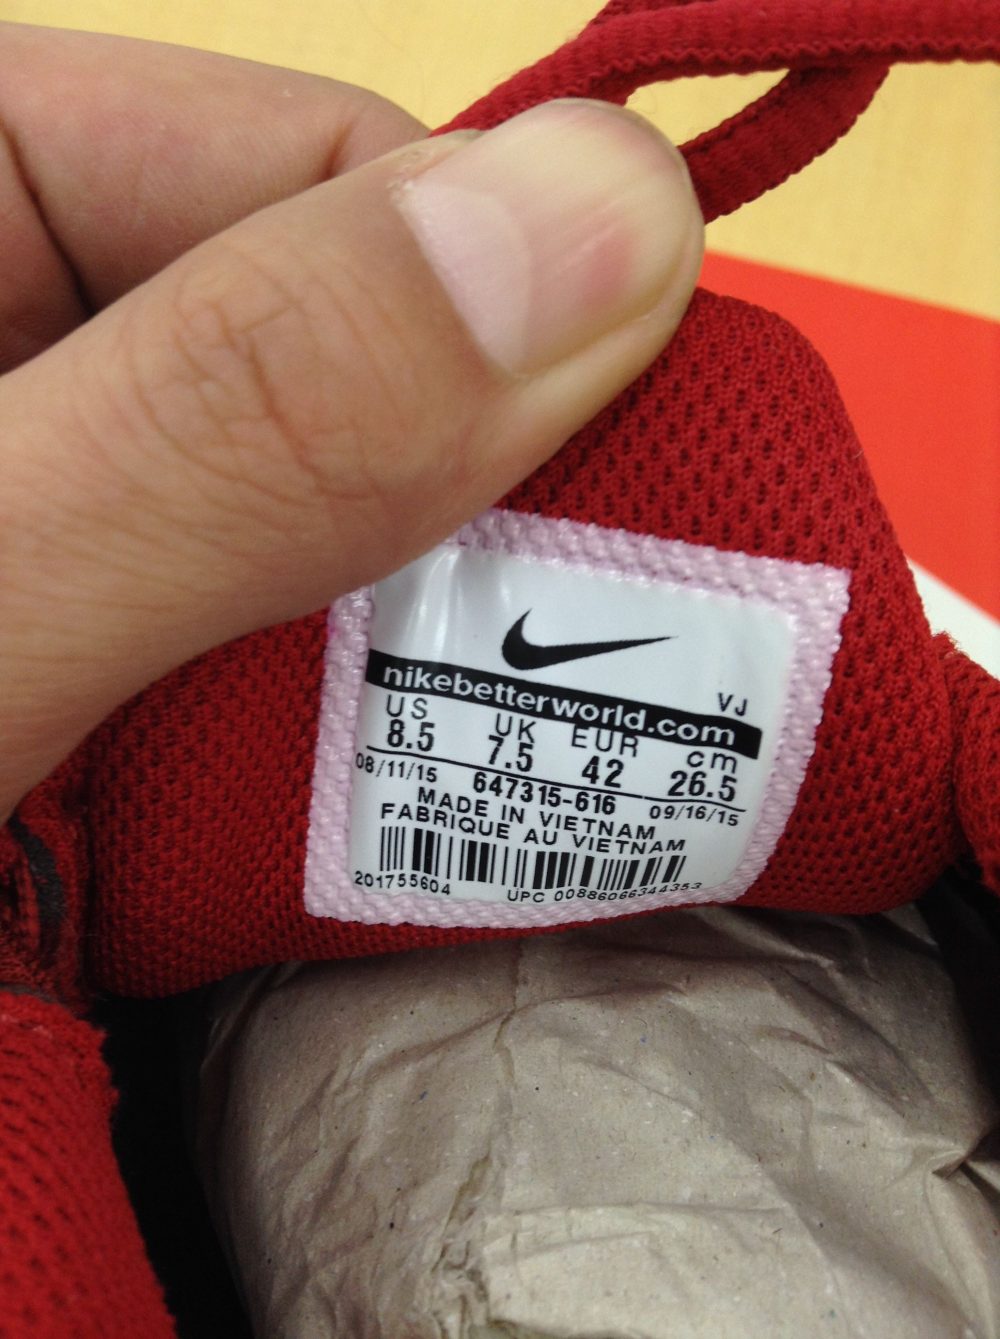 nikebetterworld.com
VJ
US UK EUR cm
8.5 7.5 42 26.5
08/11/15 647315-616 09/16/15
MADE IN VIETNAM
FABRIQUE AU VIETNAM
201755604 UPC 00886066344353